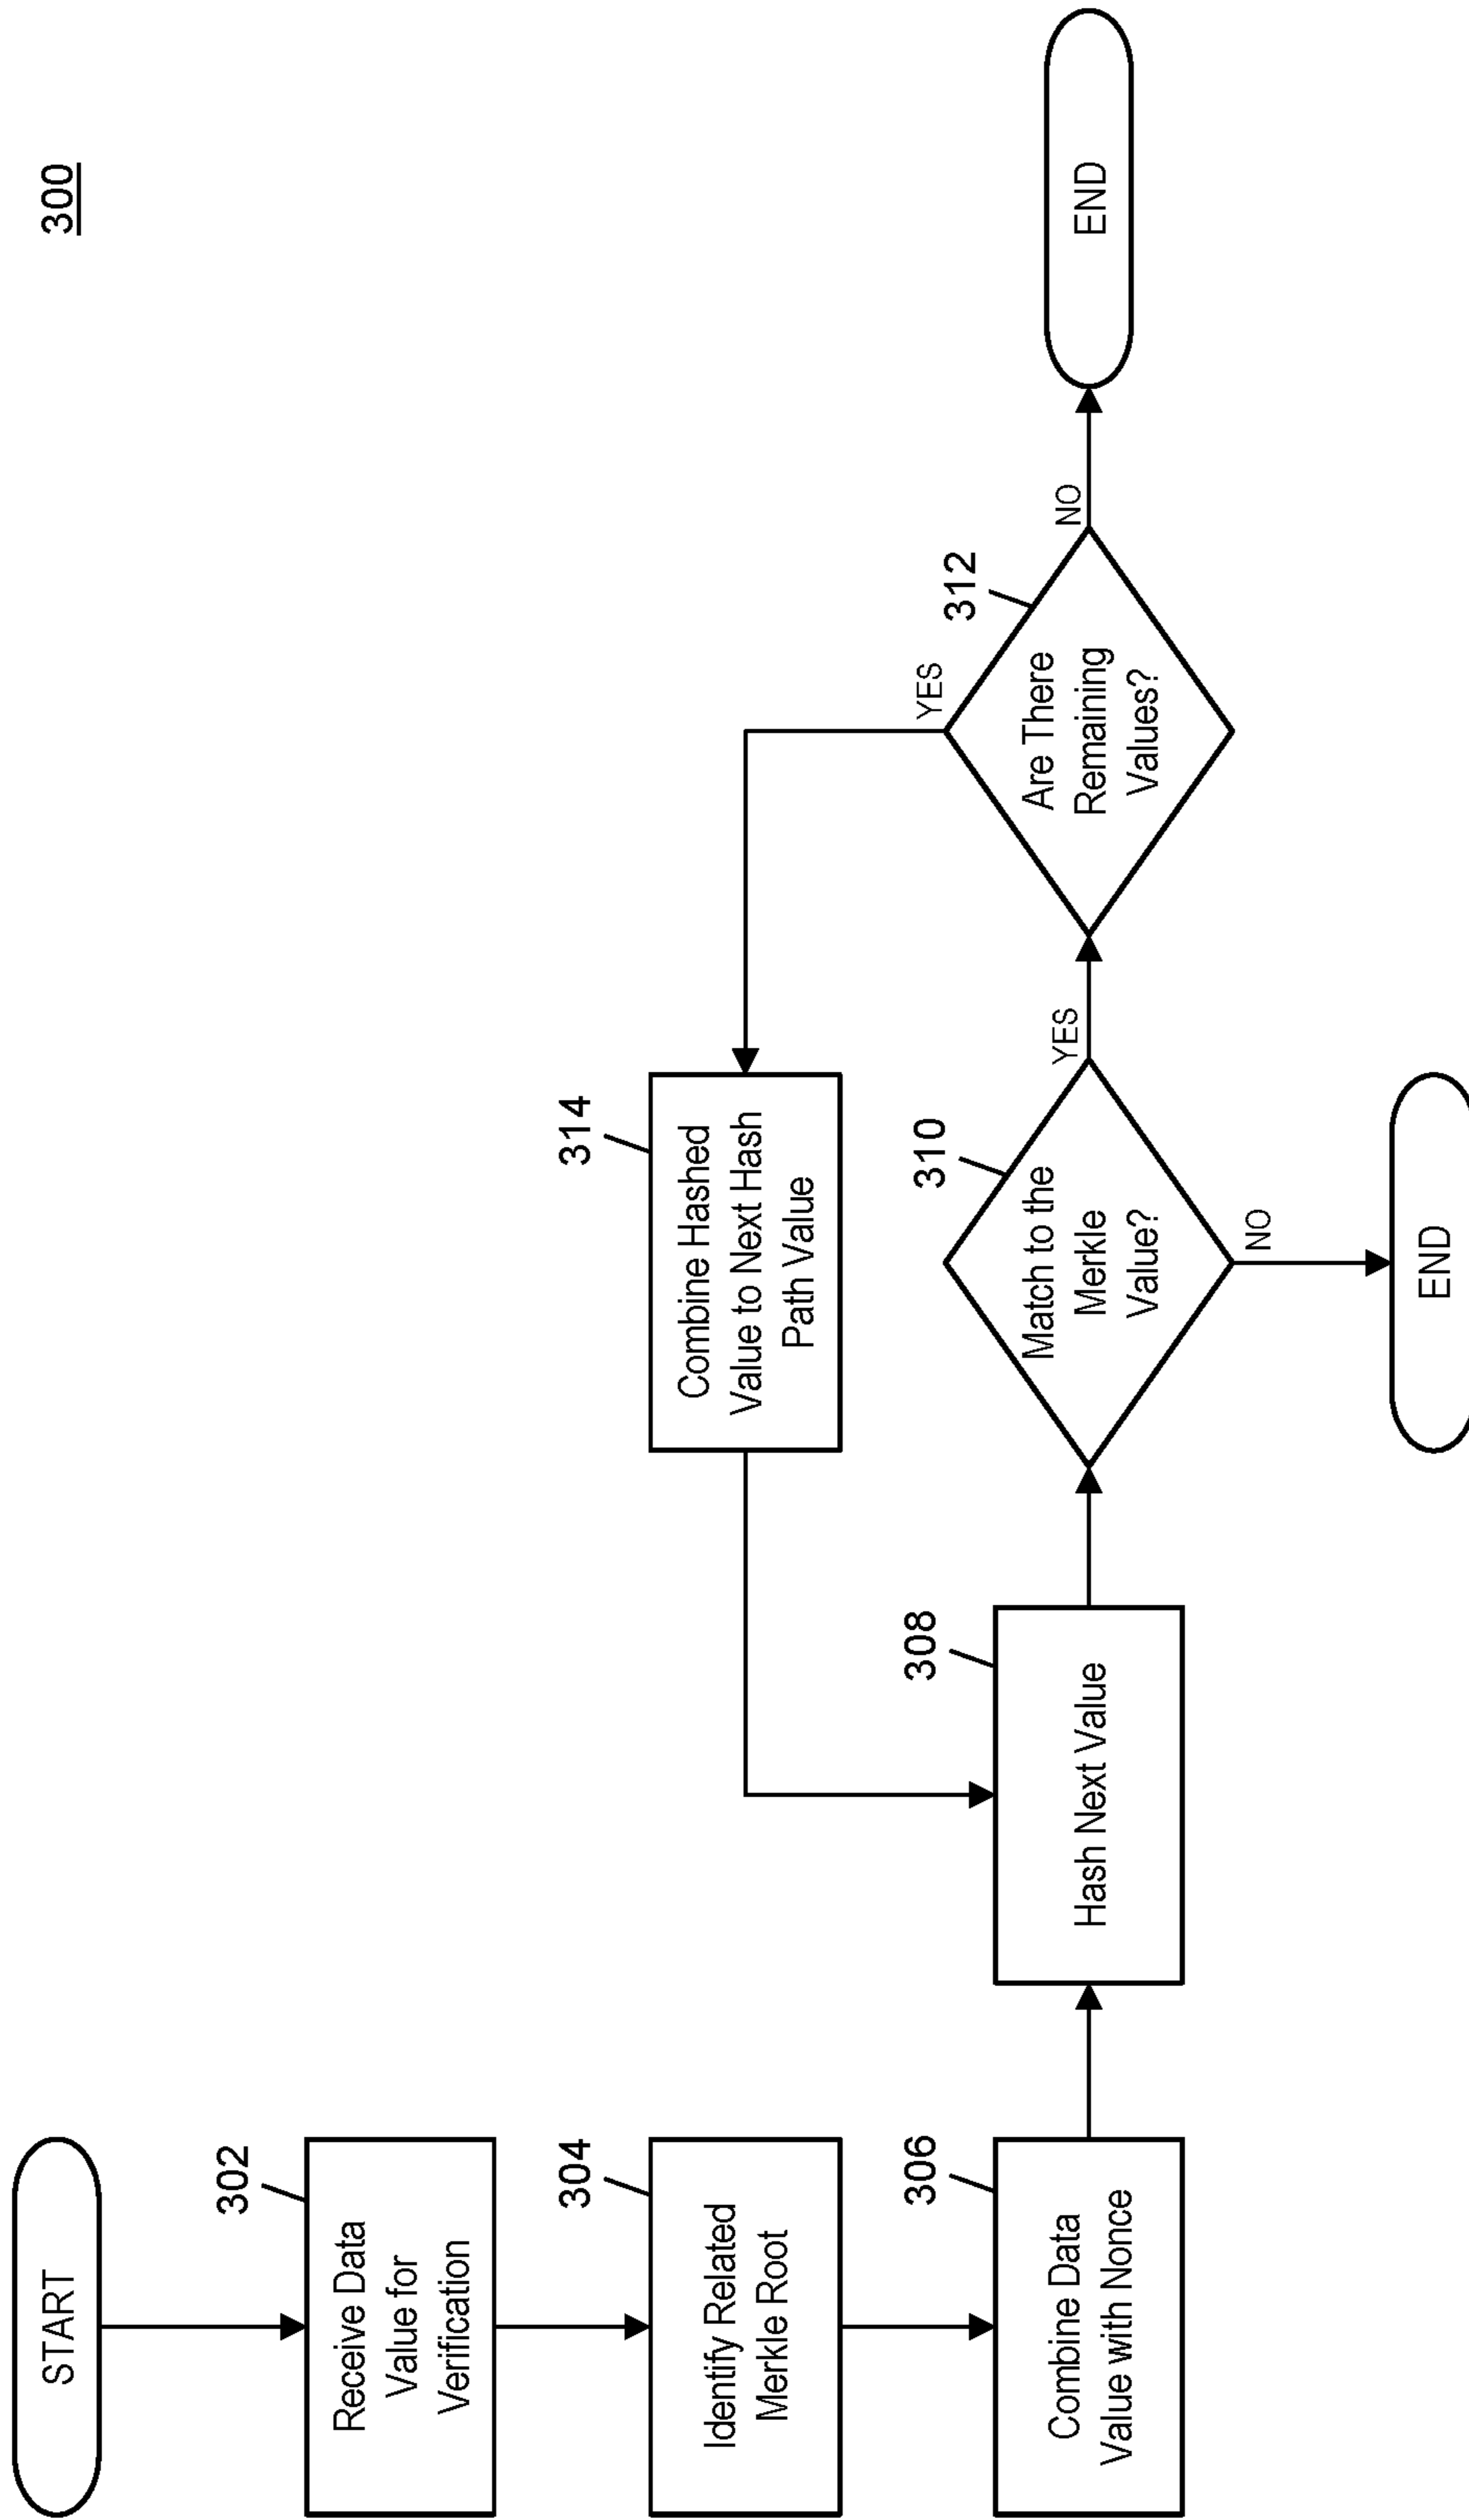 300
START
302
Receive Data
Value for
Verification
304
Identify Related
Merkle Root
306
Combine Data
Value with Nonce
308
Hash Next Value
310
Match to the
Merkle
Value?
YES
NO
END
312
Are There
Remaining
Values?
YES
NO
END
314
Combine Hashed
Value to Next Hash
Path Value